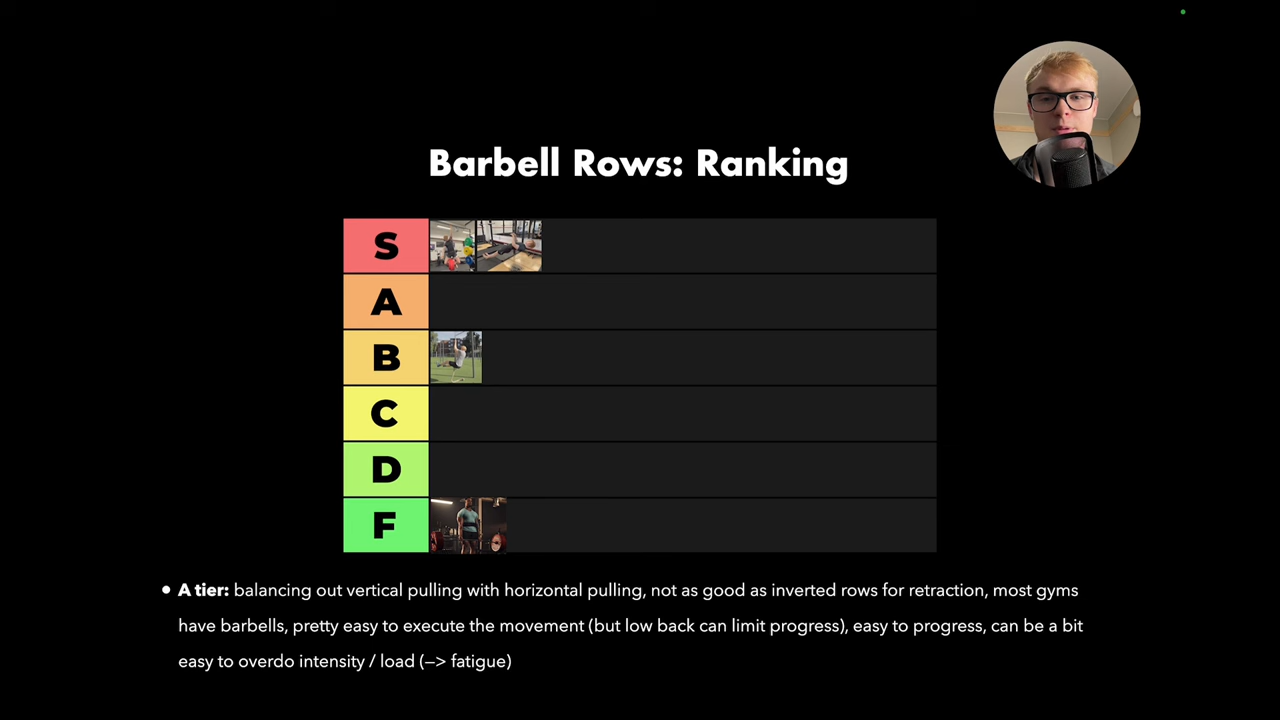 Barbell Rows: Ranking
S
A
B
C
D
F
• A tier: balancing out vertical pulling with horizontal pulling, not as good as inverted rows for retraction, most gyms
have barbells, pretty easy to execute the movement (but low back can limit progress), easy to progress, can be a bit
easy to overdo intensity / load (—> fatigue)